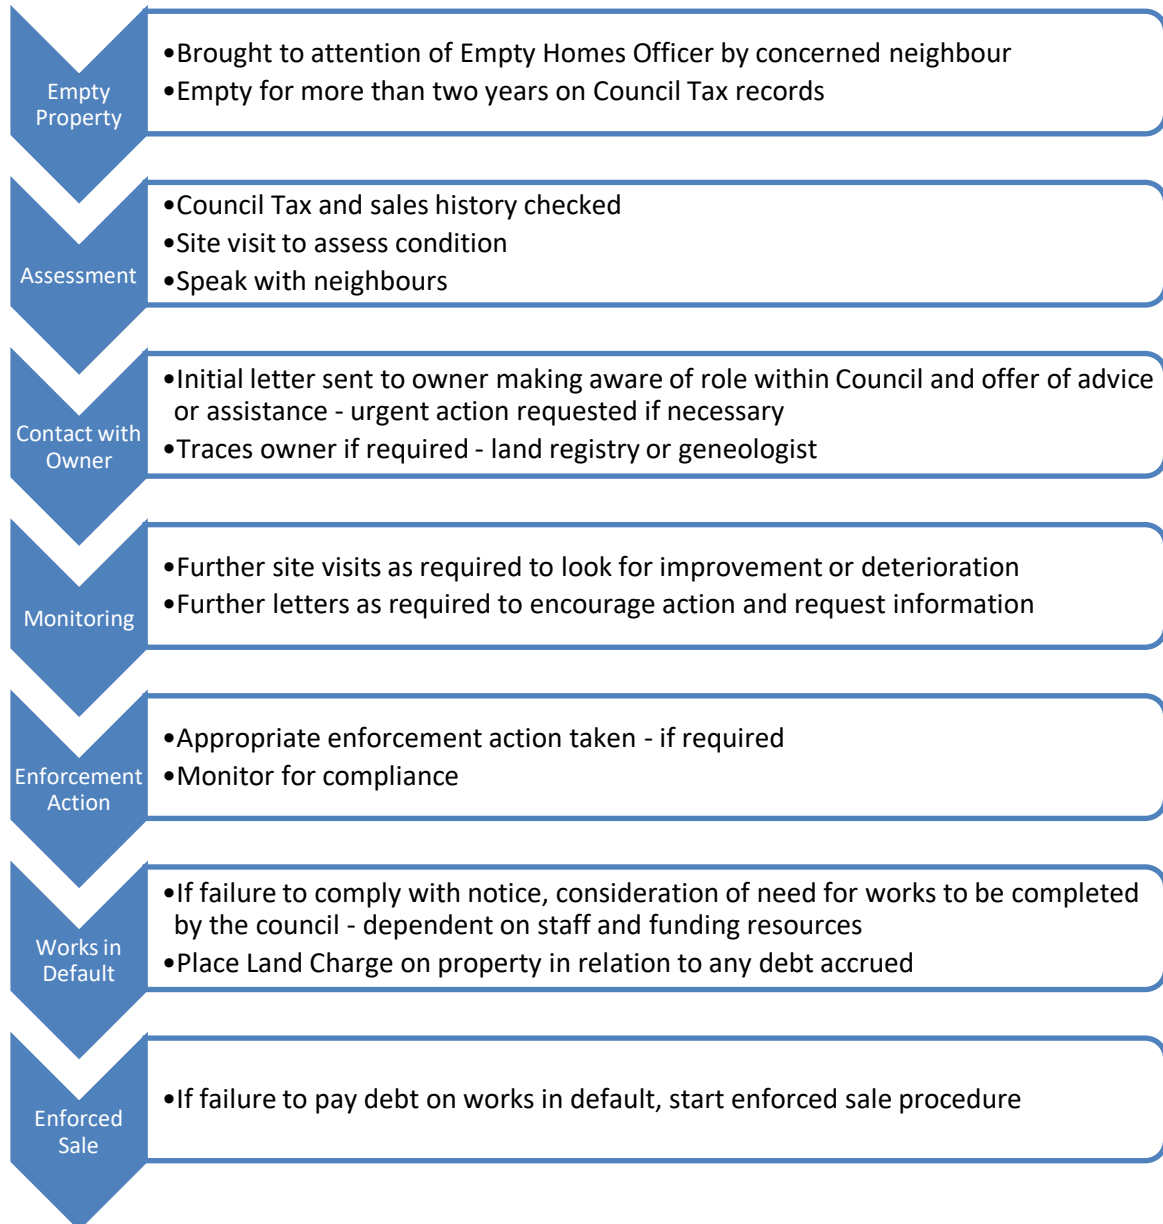 Empty
Property
•Brought to attention of Empty Homes Officer by concerned neighbour
•Empty for more than two years on Council Tax records
Assessment
•Council Tax and sales history checked
•Site visit to assess condition
•Speak with neighbours
Contact with
Owner
•Initial letter sent to owner making aware of role within Council and offer of advice
or assistance - urgent action requested if necessary
•Traces owner if required - land registry or geneologist
Monitoring
•Further site visits as required to look for improvement or deterioration
•Further letters as required to encourage action and request information
Enforcement
Action
•Appropriate enforcement action taken - if required
•Monitor for compliance
Works in
Default
•If failure to comply with notice, consideration of need for works to be completed
by the council - dependent on staff and funding resources
•Place Land Charge on property in relation to any debt accrued
Enforced
Sale
•If failure to pay debt on works in default, start enforced sale procedure